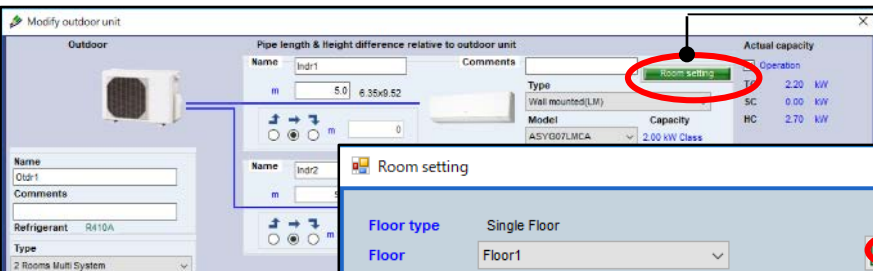 Modify outdoor unit
Outdoor
Pipe length & Height difference relative to outdoor unit
Actual capacity
Name Indr1 Comments
Room setting
Operation
m 5.0 6.35x9.52
Type
TC 2.20 kW
Wall mounted(LM)
SC 0.00 kW
Model Capacity
HC 2.70 kW
m 0
ASYG07LMCA 2.00 kW Class
Name
Otdr1
Comments
Refrigerant R410A
Type
2 Rooms Multi System
Name Indr2
m
m
Room setting
Floor type Single Floor
Floor Floor1